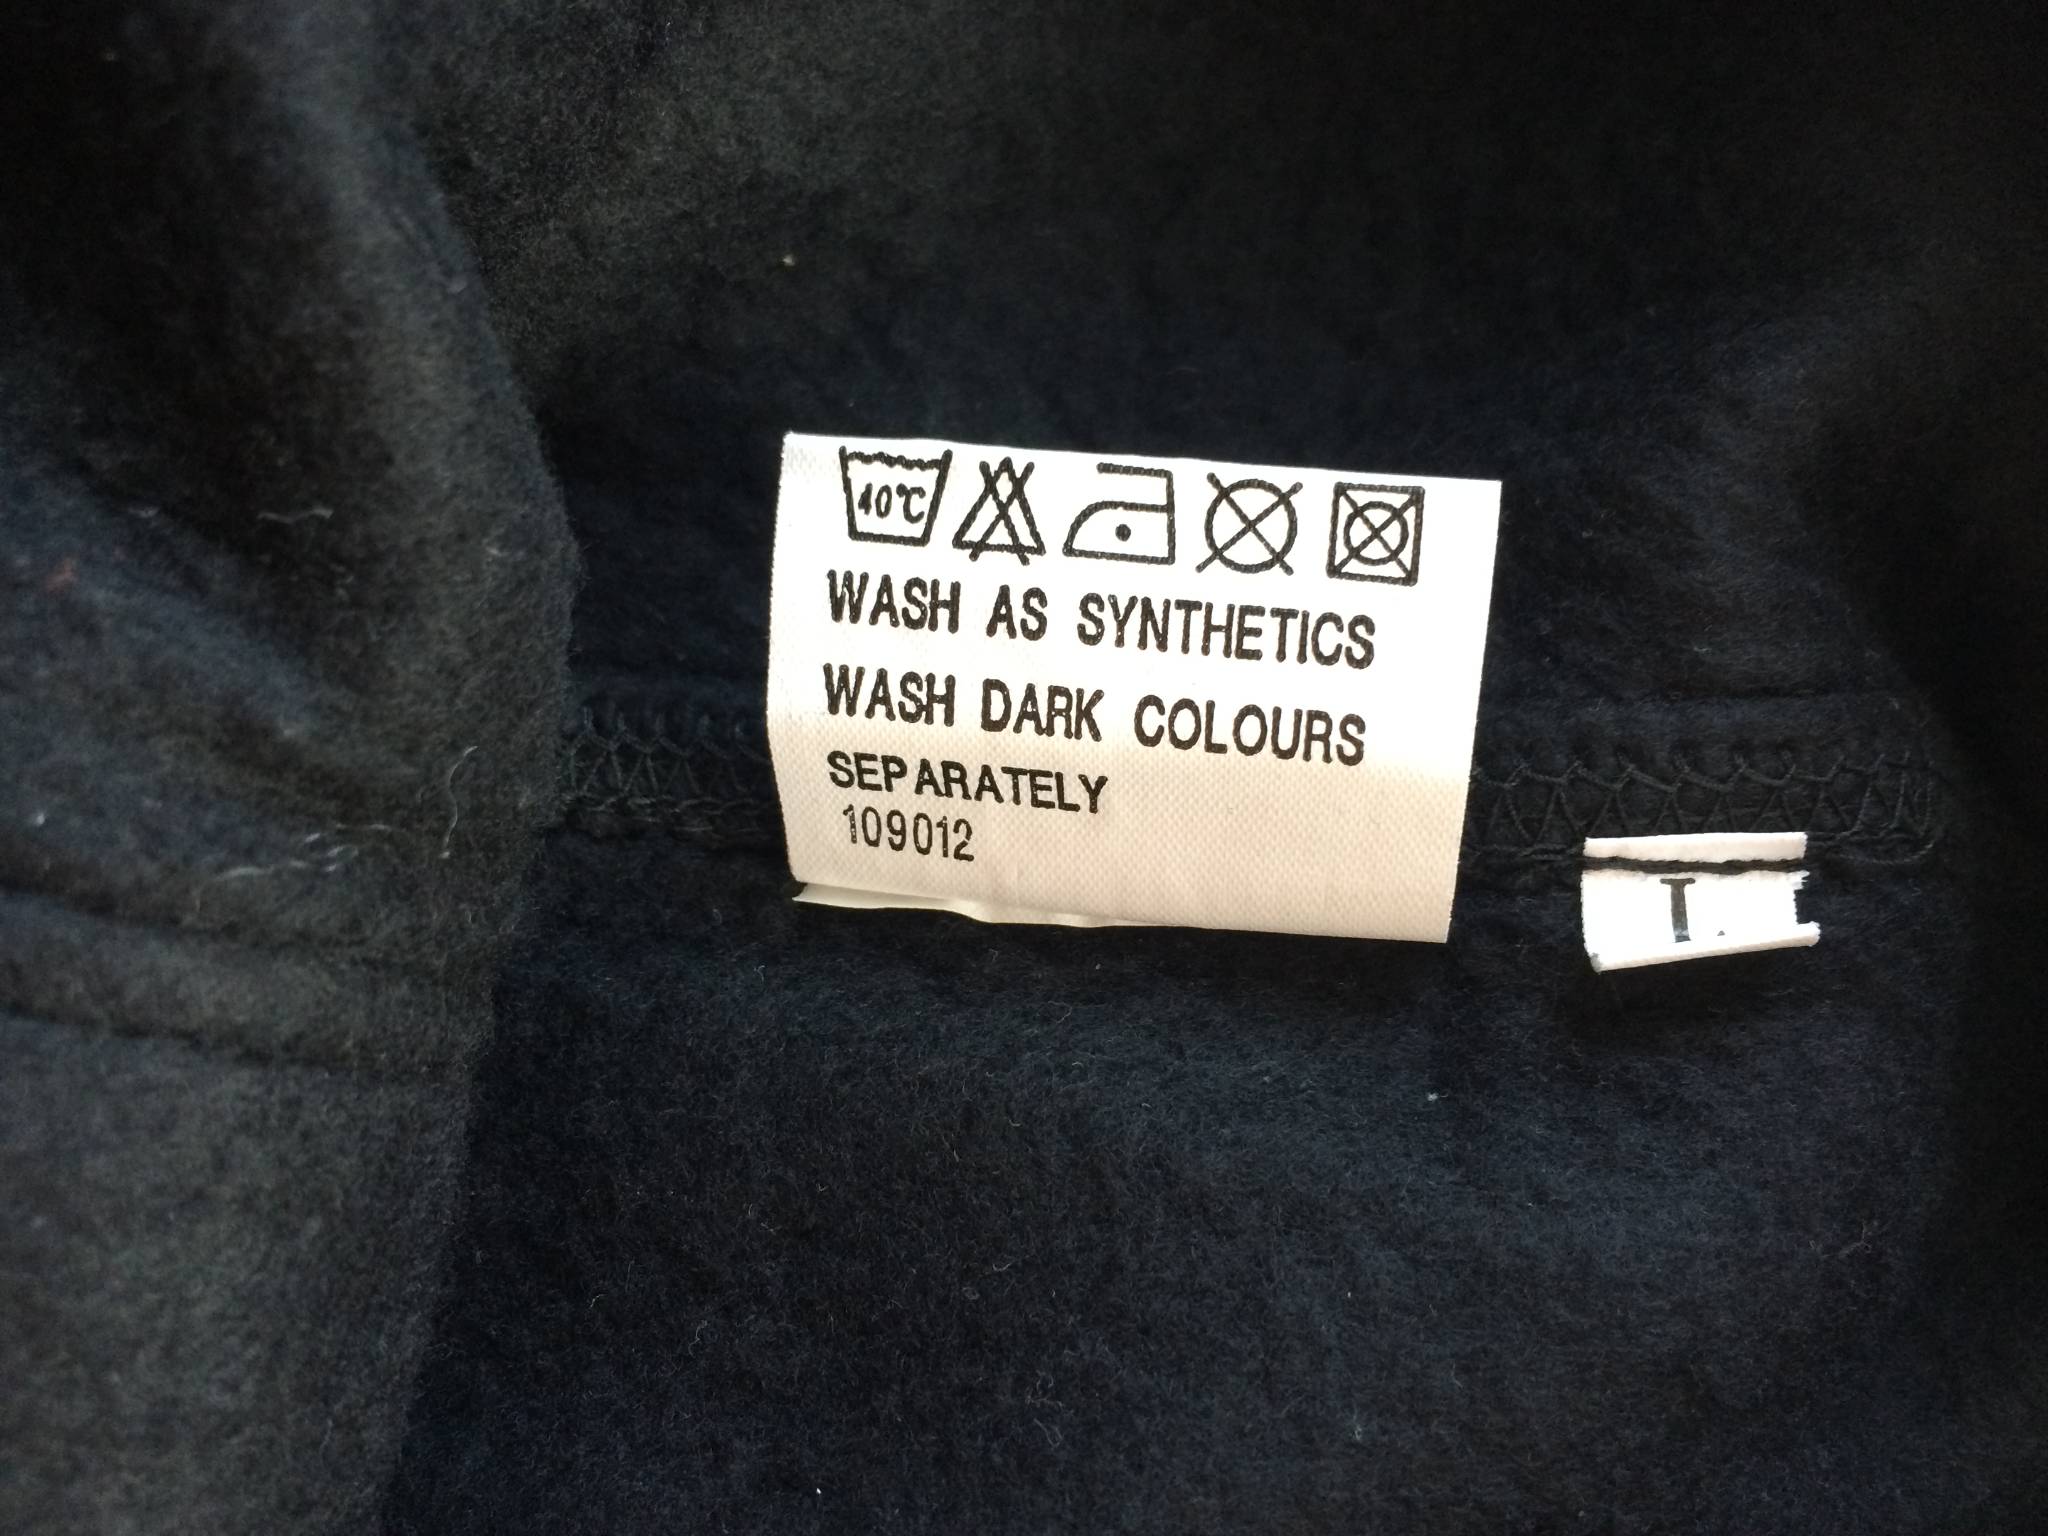 40°C
WASH AS SYNTHETICS
WASH DARK COLOURS
SEPARATELY
109012